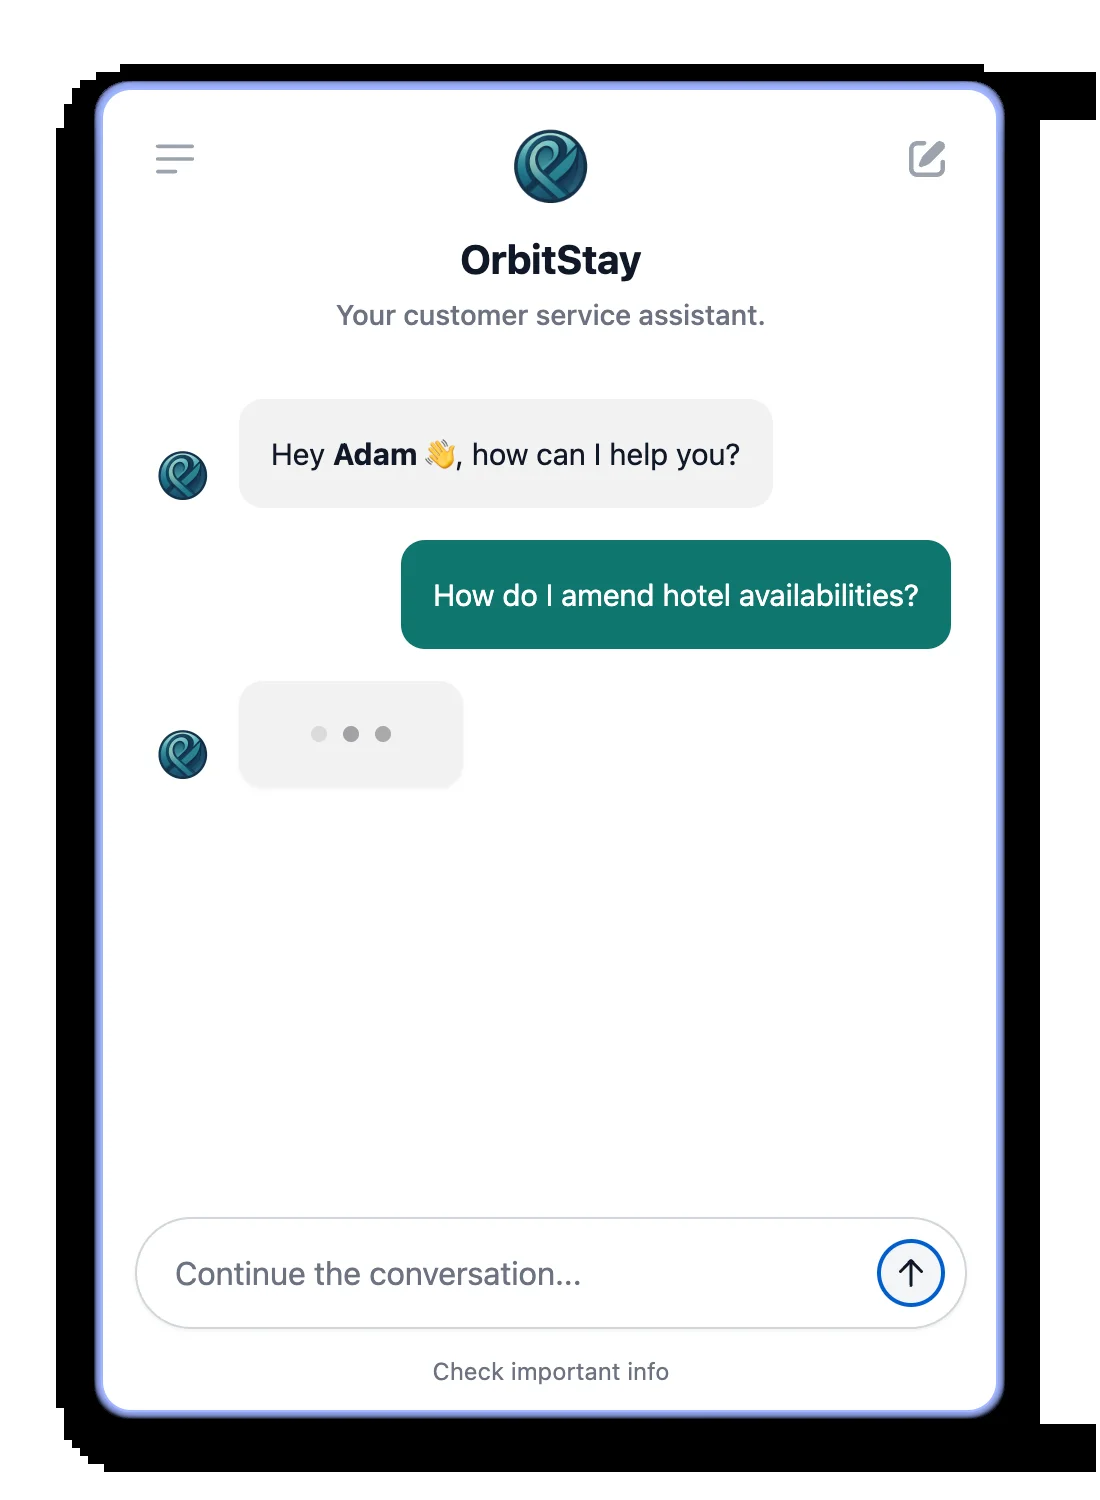 OrbitStay
Your customer service assistant.
Hey Adam 👋, how can I help you?
How do I amend hotel availabilities?
Continue the conversation...
Check important info